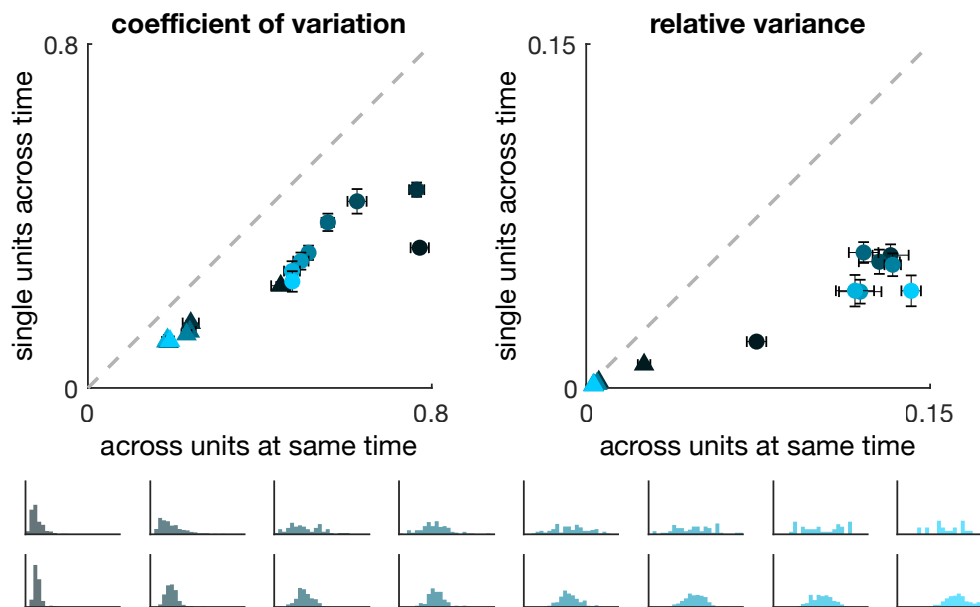 coefficient of variation
relative variance
0.8
0.15
single units across time
single units across time
0
0
0
0.8
0
0.15
across units at same time
across units at same time